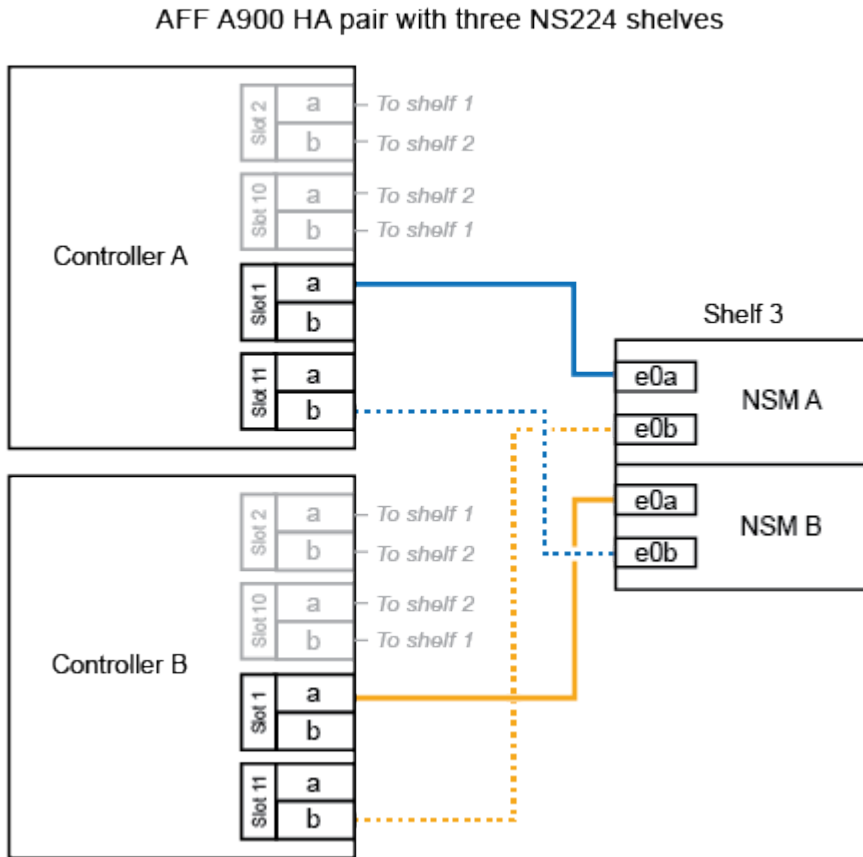 AFF A900 HA pair with three NS224 shelves
Controller A
Slot 2
a
To shelf 1
b
To shelf 2
Slot 10
a
To shelf 2
b
To shelf 1
Slot 1
a
b
Slot 11
a
b
Shelf 3
e0a
NSM A
e0b
e0a
NSM B
e0b
Controller B
Slot 2
a
To shelf 1
b
To shelf 2
Slot 10
a
To shelf 2
b
To shelf 1
Slot 1
a
b
Slot 11
a
b